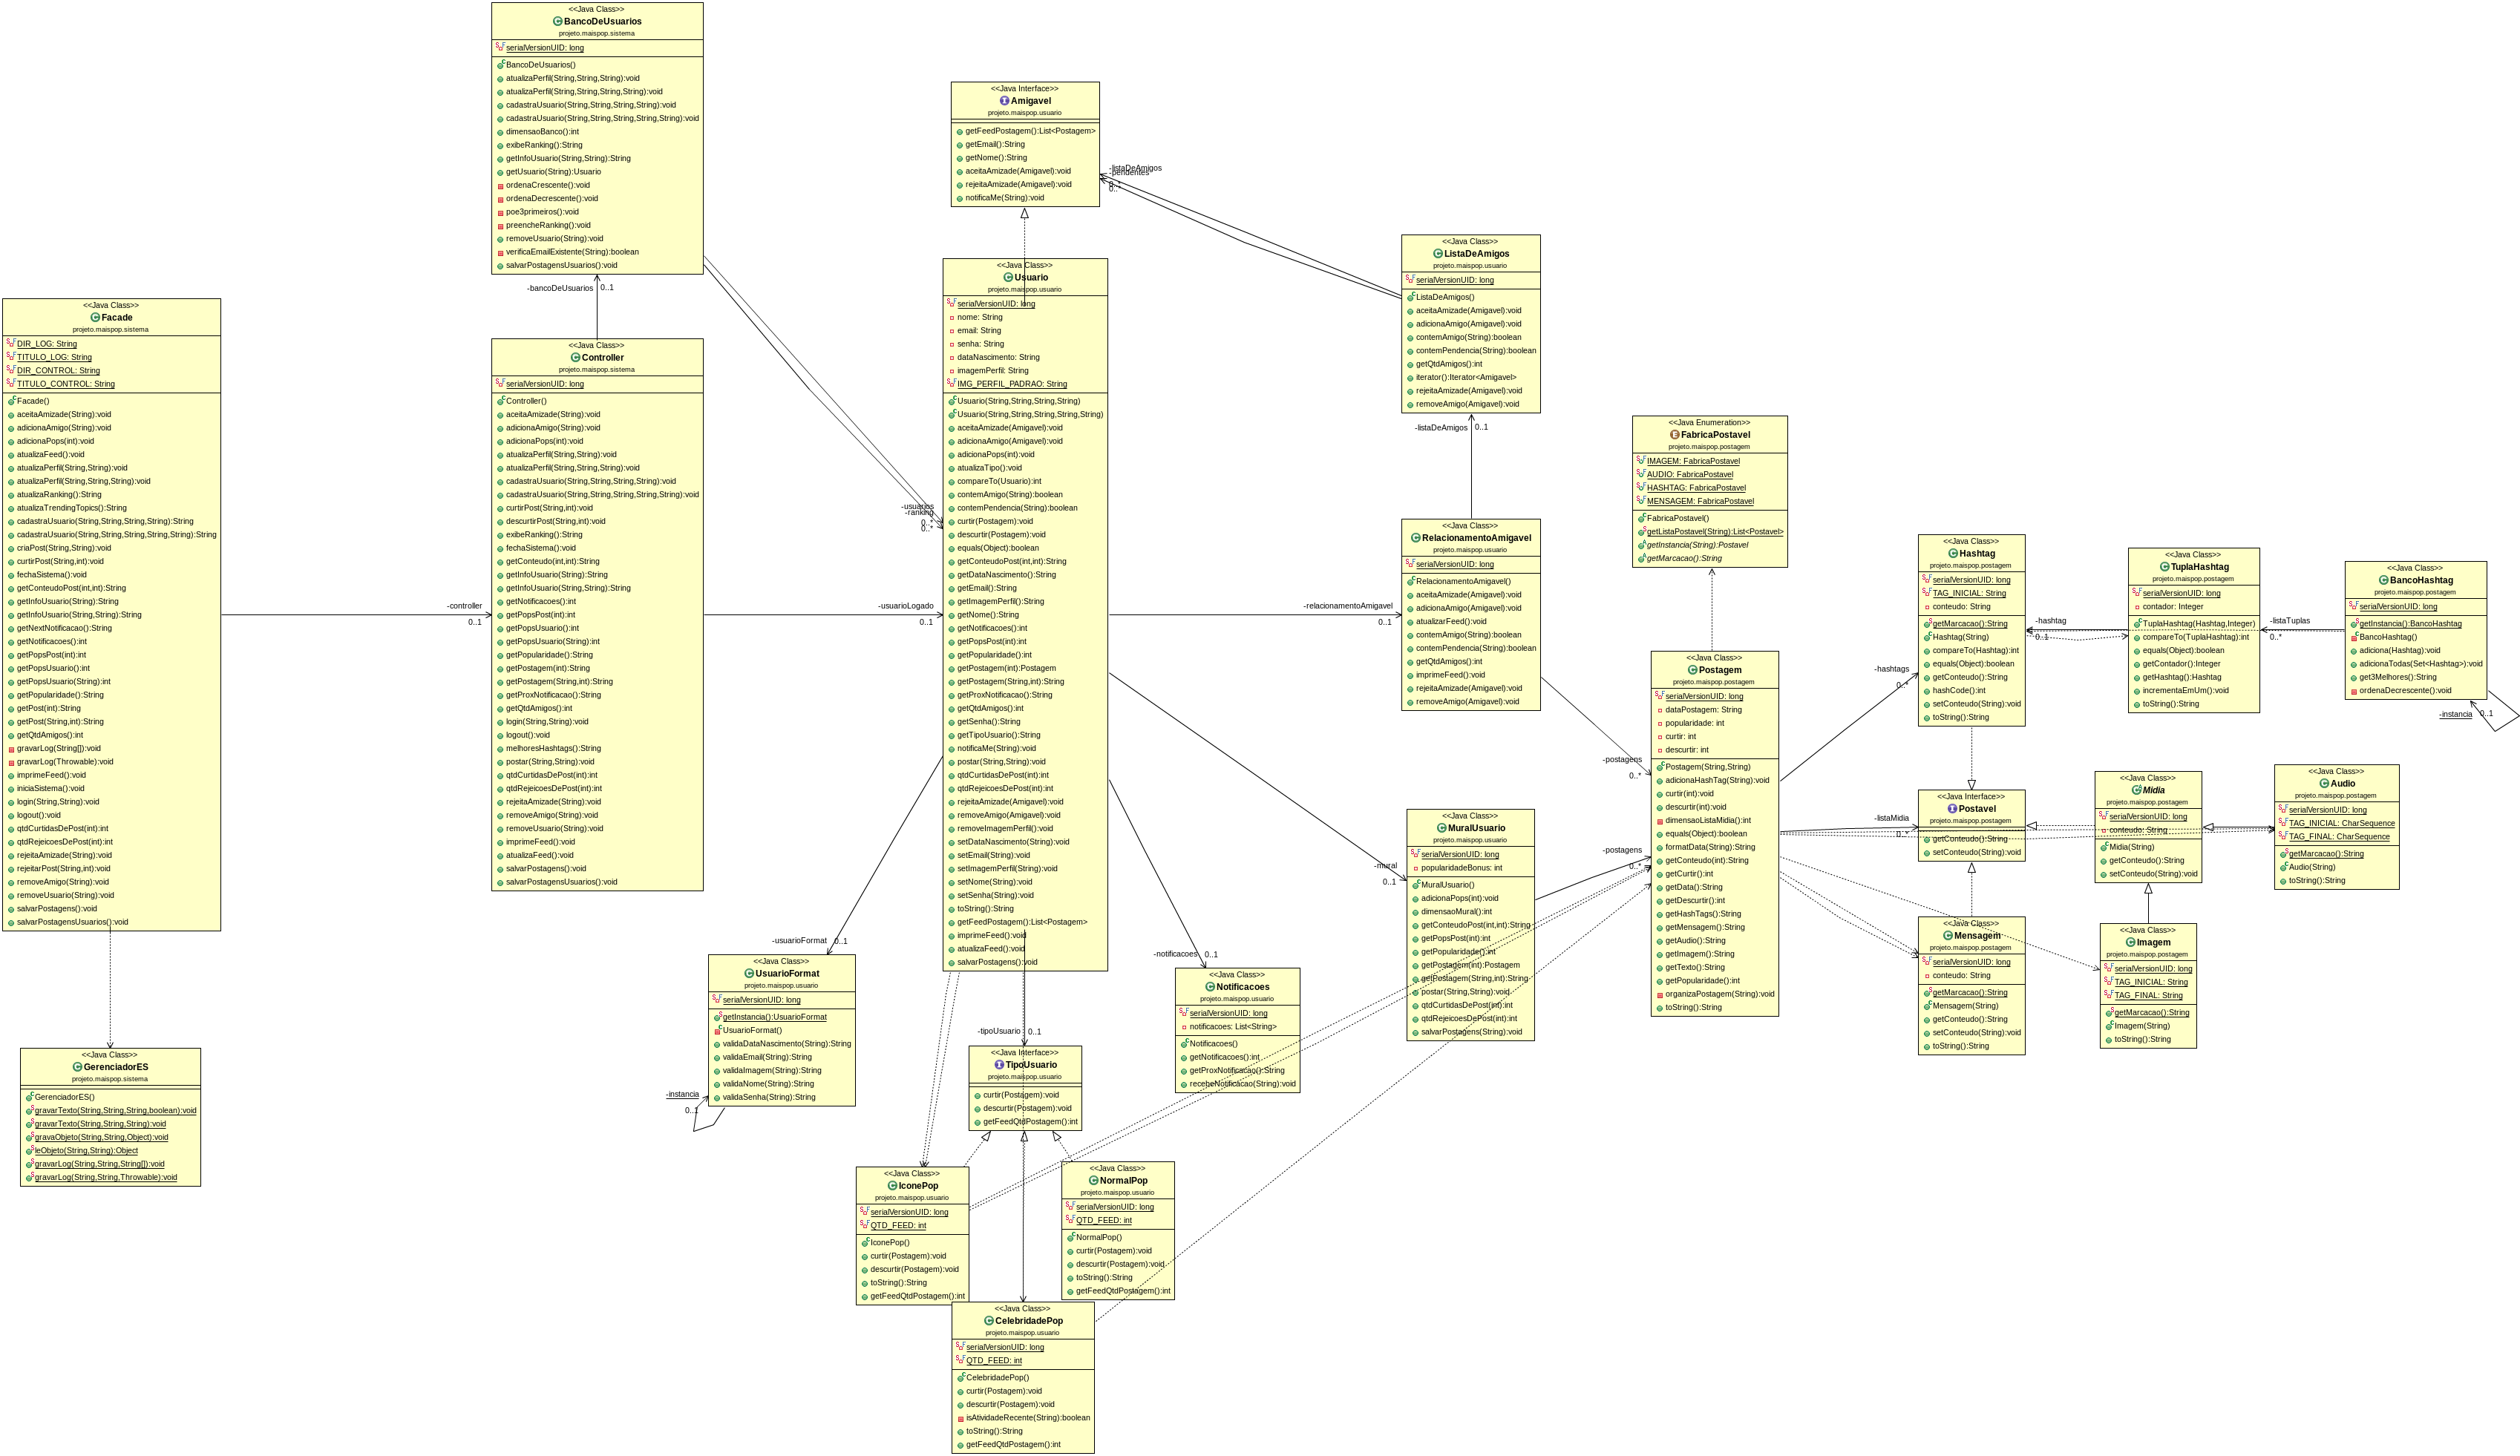 <<Java Class>>
BancoDeUsuarios
projeto.maispop.sistema
serialVersionUID: long
BancoDeUsuarios()
atualizaPerfil(String,String,String):void
atualizaPerfil(String,String,String,String):void
cadastraUsuario(String,String,String,String):void
cadastraUsuario(String,String,String,String,String):void
dimensaoBanco():int
exibeRanking():String
getInfoUsuario(String,String):String
getUsuario(String):Usuario
ordenaCrescente():void
ordenaDecrescente():void
poe3primeiros():void
preencheRanking():void
removeUsuario(String):void
verificaEmailExistente(String):boolean
salvarPostagensUsuarios():void
-bancoDeUsuarios
0..1
<<Java Class>>
Facade
projeto.maispop.sistema
DIR_LOG: String
TITULO_LOG: String
DIR_CONTROL: String
TITULO_CONTROL: String
Facade()
aceitaAmizade(String):void
adicionaAmigo(String):void
adicionaPops(int):void
atualizaFeed():void
atualizaPerfil(String,String):void
atualizaPerfil(String,String,String):void
atualizaRanking():String
atualizaTrendingTopics():String
cadastraUsuario(String,String,String,String):String
cadastraUsuario(String,String,String,String,String):String
criaPost(String,String):void
curtirPost(String,int):void
fechaSistema():void
getConteudoPost(int,int):String
getInfoUsuario(String):String
getInfoUsuario(String,String):String
getNextNotificacao():String
getNotificacoes():int
getPopsPost(int):int
getPopsUsuario():int
getPopsUsuario(String):int
getPopularidade():String
getPost(int):String
getPost(String,int):String
getQtdAmigos():int
gravarLog(String[]):void
gravarLog(Throwable):void
imprimeFeed():void
iniciaSistema():void
login(String,String):void
logout():void
qtdCurtidasDePost(int):int
qtdRejeicoesDePost(int):int
rejeitaAmizade(String):void
rejeitarPost(String,int):void
removeAmigo(String):void
removeUsuario(String):void
salvarPostagens():void
salvarPostagensUsuarios():void
-controller
0..1
<<Java Class>>
Controller
projeto.maispop.sistema
serialVersionUID: long
Controller()
aceitaAmizade(String):void
adicionaAmigo(String):void
adicionaPops(int):void
atualizaPerfil(String,String):void
atualizaPerfil(String,String,String):void
cadastraUsuario(String,String,String,String):void
cadastraUsuario(String,String,String,String,String):void
curtirPost(String,int):void
descurtirPost(String,int):void
exibeRanking():String
fechaSistema():void
getConteudo(int,int):String
getInfoUsuario(String):String
getInfoUsuario(String,String):String
getNotificacoes():int
getPopsPost(int):int
getPopsUsuario():int
getPopsUsuario(String):int
getPopularidade():String
getPostagem(int):String
getPostagem(String,int):String
getProxNotificacao():String
getQtdAmigos():int
login(String,String):void
logout():void
melhoresHashtags():String
postar(String,String):void
qtdCurtidasDePost(int):int
qtdRejeicoesDePost(int):int
rejeitaAmizade(String):void
removeAmigo(String):void
removeUsuario(String):void
imprimeFeed():void
atualizaFeed():void
salvarPostagens():void
salvarPostagensUsuarios():void
-usuarioLogado
0..1
-usuarios
-ranking
0..*
0..*
<<Java Interface>>
Amigavel
projeto.maispop.usuario
getFeedPostagem():List<Postagem>
getEmail():String
getNome():String
aceitaAmizade(Amigavel):void
rejeitaAmizade(Amigavel):void
notificaMe(String):void
-listaDeAmigos
-pendentes
0..*
0..*
<<Java Class>>
Usuario
projeto.maispop.usuario
serialVersionUID: long
nome: String
email: String
senha: String
dataNascimento: String
imagemPerfil: String
IMG_PERFIL_PADRAO: String
Usuario(String,String,String,String)
Usuario(String,String,String,String,String)
aceitaAmizade(Amigavel):void
adicionaAmigo(Amigavel):void
adicionaPops(int):void
atualizaTipo():void
compareTo(Usuario):int
contemAmigo(String):boolean
contemPendencia(String):boolean
curtir(Postagem):void
descurtir(Postagem):void
equals(Object):boolean
getConteudoPost(int,int):String
getDataNascimento():String
getEmail():String
getImagemPerfil():String
getNome():String
getNotificacoes():int
getPopsPost(int):int
getPopularidade():int
getPostagem(int):Postagem
getPostagem(String,int):String
getProxNotificacao():String
getQtdAmigos():int
getSenha():String
getTipoUsuario():String
notificaMe(String):void
postar(String,String):void
qtdCurtidasDePost(int):int
qtdRejeicoesDePost(int):int
rejeitaAmizade(Amigavel):void
removeAmigo(Amigavel):void
removeImagemPerfil():void
setDataNascimento(String):void
setEmail(String):void
setImagemPerfil(String):void
setNome(String):void
setSenha(String):void
toString():String
getFeedPostagem():List<Postagem>
imprimeFeed():void
atualizaFeed():void
salvarPostagens():void
-relacionamentoAmigavel
0..1
-mural
0..1
-notificacoes
0..1
-usuarioFormat
0..1
-tipoUsuario
0..1
<<Java Class>>
ListaDeAmigos
projeto.maispop.usuario
serialVersionUID: long
ListaDeAmigos()
aceitaAmizade(Amigavel):void
adicionaAmigo(Amigavel):void
contemAmigo(String):boolean
contemPendencia(String):boolean
getQtdAmigos():int
iterator():Iterator<Amigavel>
rejeitaAmizade(Amigavel):void
removeAmigo(Amigavel):void
-listaDeAmigos
0..1
<<Java Class>>
RelacionamentoAmigavel
projeto.maispop.usuario
serialVersionUID: long
RelacionamentoAmigavel()
aceitaAmizade(Amigavel):void
adicionaAmigo(Amigavel):void
atualizarFeed():void
contemAmigo(String):boolean
contemPendencia(String):boolean
getQtdAmigos():int
imprimeFeed():void
rejeitaAmizade(Amigavel):void
removeAmigo(Amigavel):void
-postagens
0..*
<<Java Class>>
MuralUsuario
projeto.maispop.usuario
serialVersionUID: long
popularidadeBonus: int
MuralUsuario()
adicionaPops(int):void
dimensaoMural():int
getConteudoPost(int,int):String
getPopsPost(int):int
getPopularidade():int
getPostagem(int):Postagem
getPostagem(String,int):String
postar(String,String):void
qtdCurtidasDePost(int):int
qtdRejeicoesDePost(int):int
salvarPostagens(String):void
-postagens
0..*
<<Java Enumeration>>
FabricaPostavel
projeto.maispop.postagem
IMAGEM: FabricaPostavel
AUDIO: FabricaPostavel
HASHTAG: FabricaPostavel
MENSAGEM: FabricaPostavel
FabricaPostavel()
getListaPostavel(String):List<Postavel>
getInstancia(String):Postavel
getMarcacao():String
<<Java Class>>
Postagem
projeto.maispop.postagem
serialVersionUID: long
dataPostagem: String
popularidade: int
curtir: int
descurtir: int
Postagem(String,String)
adicionaHashTag(String):void
curtir(int):void
descurtir(int):void
dimensaoListaMidia():int
equals(Object):boolean
formatData(String):String
getConteudo(int):String
getCurtir():int
getData():String
getDescurtir():int
getHashTags():String
getMensagem():String
getAudio():String
getImagem():String
getTexto():String
getPopularidade():int
organizaPostagem(String):void
toString():String
-hashtags
0..*
-listaMidia
0..*
<<Java Class>>
Hashtag
projeto.maispop.postagem
serialVersionUID: long
TAG_INICIAL: String
conteudo: String
getMarcacao():String
Hashtag(String)
compareTo(Hashtag):int
equals(Object):boolean
getConteudo():String
hashCode():int
setConteudo(String):void
toString():String
-hashtag
0..1
<<Java Class>>
TuplaHashtag
projeto.maispop.postagem
serialVersionUID: long
contador: Integer
TuplaHashtag(Hashtag,Integer)
compareTo(TuplaHashtag):int
equals(Object):boolean
getContador():Integer
getHashtag():Hashtag
incrementaEmUm():void
toString():String
-listaTuplas
0..*
<<Java Class>>
BancoHashtag
projeto.maispop.postagem
serialVersionUID: long
getInstancia():BancoHashtag
BancoHashtag()
adiciona(Hashtag):void
adicionaTodas(Set<Hashtag>):void
get3Melhores():String
ordenaDecrescente():void
-instancia
0..1
<<Java Interface>>
Postavel
projeto.maispop.postagem
getConteudo():String
setConteudo(String):void
<<Java Class>>
Midia
projeto.maispop.postagem
serialVersionUID: long
conteudo: String
Midia(String)
getConteudo():String
setConteudo(String):void
<<Java Class>>
Audio
projeto.maispop.postagem
serialVersionUID: long
TAG_INICIAL: CharSequence
TAG_FINAL: CharSequence
getMarcacao():String
Audio(String)
toString():String
<<Java Class>>
Mensagem
projeto.maispop.postagem
serialVersionUID: long
conteudo: String
getMarcacao():String
Mensagem(String)
getConteudo():String
setConteudo(String):void
toString():String
<<Java Class>>
Imagem
projeto.maispop.postagem
serialVersionUID: long
TAG_INICIAL: String
TAG_FINAL: String
getMarcacao():String
Imagem(String)
toString():String
<<Java Class>>
UsuarioFormat
projeto.maispop.usuario
serialVersionUID: long
getInstancia():UsuarioFormat
UsuarioFormat()
validaDataNascimento(String):String
validaEmail(String):String
validaImagem(String):String
validaNome(String):String
validaSenha(String):String
-instancia
0..1
<<Java Class>>
Notificacoes
projeto.maispop.usuario
serialVersionUID: long
notificacoes: List<String>
Notificacoes()
getNotificacoes():int
getProxNotificacao():String
recebeNotificacao(String):void
<<Java Class>>
GerenciadorES
projeto.maispop.sistema
GerenciadorES()
gravarTexto(String,String,String,boolean):void
gravarTexto(String,String,String):void
gravaObjeto(String,String,Object):void
leObjeto(String,String):Object
gravarLog(String,String,String[]):void
gravarLog(String,String,Throwable):void
<<Java Interface>>
TipoUsuario
projeto.maispop.usuario
curtir(Postagem):void
descurtir(Postagem):void
getFeedQtdPostagem():int
<<Java Class>>
IconePop
projeto.maispop.usuario
serialVersionUID: long
QTD_FEED: int
IconePop()
curtir(Postagem):void
descurtir(Postagem):void
toString():String
getFeedQtdPostagem():int
<<Java Class>>
NormalPop
projeto.maispop.usuario
serialVersionUID: long
QTD_FEED: int
NormalPop()
curtir(Postagem):void
descurtir(Postagem):void
toString():String
getFeedQtdPostagem():int
<<Java Class>>
CelebridadePop
projeto.maispop.usuario
serialVersionUID: long
QTD_FEED: int
CelebridadePop()
curtir(Postagem):void
descurtir(Postagem):void
isAtividadeRecente(String):boolean
toString():String
getFeedQtdPostagem():int